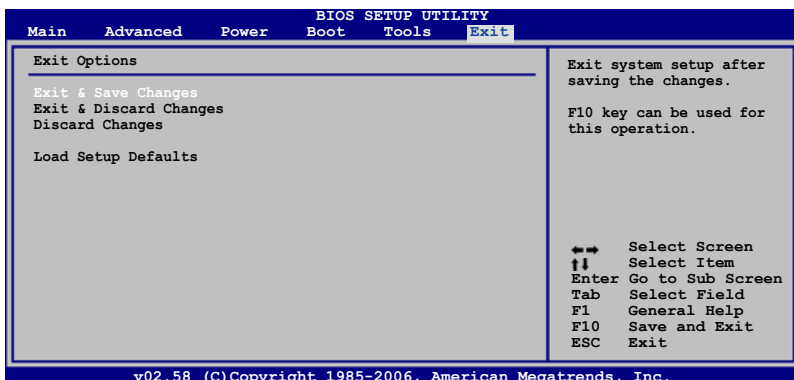 BIOS SETUP UTILITY
Main Advanced Power Boot Tools Exit
Exit Options
Exit & Save Changes
Exit & Discard Changes
Discard Changes
Load Setup Defaults
Exit system setup after
saving the changes.
F10 key can be used for
this operation.
←→ Select Screen
↑↓ Select Item
Enter Go to Sub Screen
Tab Select Field
F1 General Help
F10 Save and Exit
ESC Exit
v02.58 (C)Copyright 1985-2006, American Megatrends, Inc.